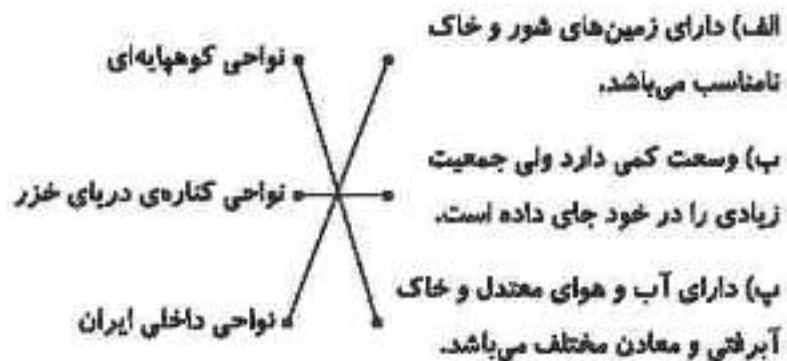 الف) دارای زمین‌های شور و خاک
نامناسب می‌باشد.
ب) وسعت کمی دارد ولی جمعیت
زیادی را در خود جای داده است.
پ) دارای آب و هوای معتدل و خاک
آبرفتی و معادن مختلف می‌باشد.
نواحی کوهپایه‌ای
نواحی کناره‌ی دریای خزر
نواحی داخلی ایران